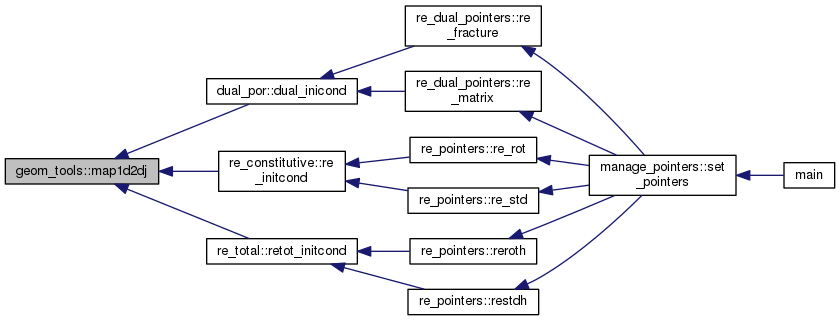 re_dual_pointers::re
_fracture
dual_por::dual_inicond
re_dual_pointers::re
_matrix
re_pointers::re_rot
geom_tools::map1d2dj
re_constitutive::re
_initcond
manage_pointers::set
_pointers
main
re_pointers::re_std
re_total::retot_initcond
re_pointers::reroth
re_pointers::restdh